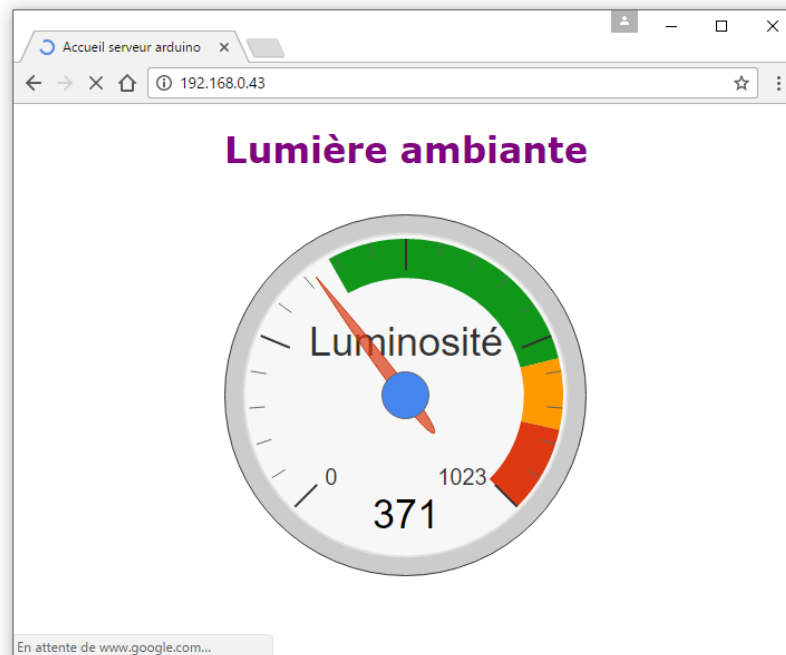 Accueil serveur arduino
192.168.0.43
Lumière ambiante
Luminosité
0 1023
371
En attente de www.google.com...